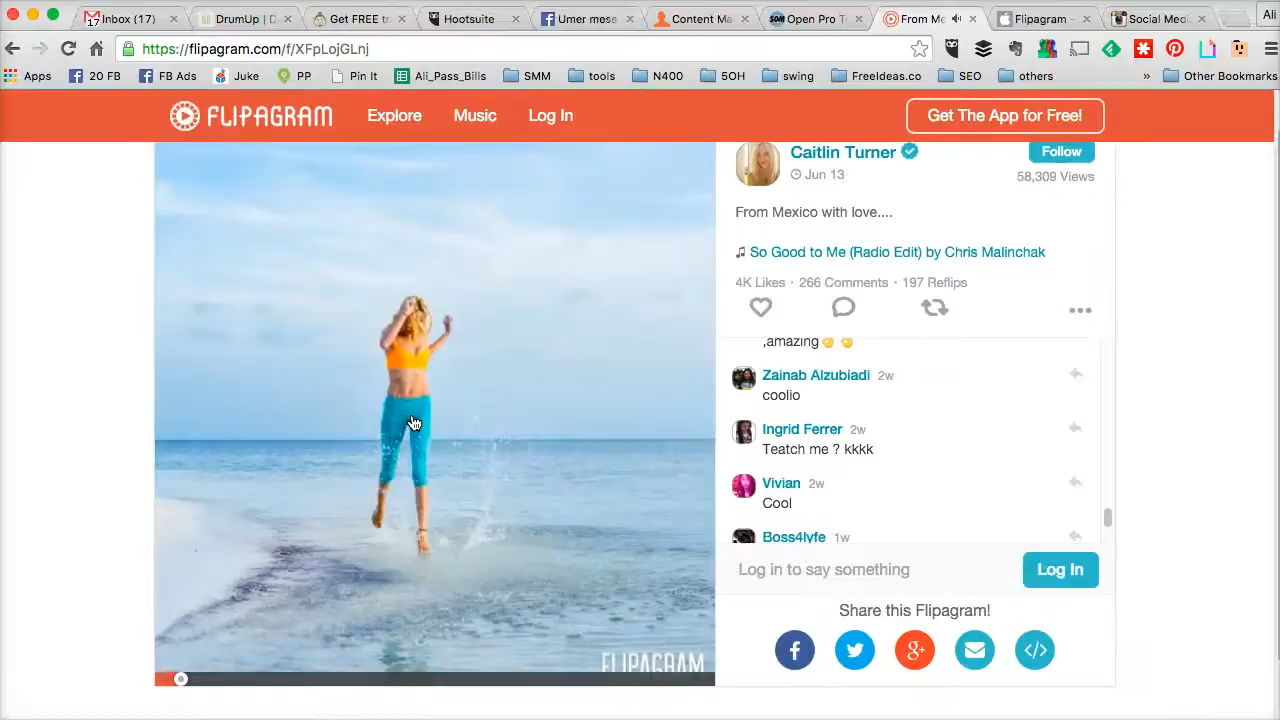 Inbox (17)
DrumUp | D
Get FREE tr
Hootsuite
Umer mess
Content Ma
Open Pro T
From Me
Flipagram -
Social Medi
Ali
https://flipagram.com/f/XFpLojGLnj
Apps
20 FB
FB Ads
Juke
PP
Pin It
Ali_Pass_Bills
SMM
tools
N400
5OH
swing
FreeIdeas.co
SEO
others
»
Other Bookmarks
FLIPAGRAM
Explore
Music
Log In
Get The App for Free!
Caitlin Turner
Follow
Jun 13
58,309 Views
From Mexico with love....
So Good to Me (Radio Edit) by Chris Malinchak
4K Likes · 266 Comments · 197 Reflips
,amazing
Zainab Alzubiadi 2w
coolio
Ingrid Ferrer 2w
Teatch me ? kkkk
Vivian 2w
Cool
Boss4lyfe 1w
Log in to say something
Log In
Share this Flipagram!
FLIPAGRAM